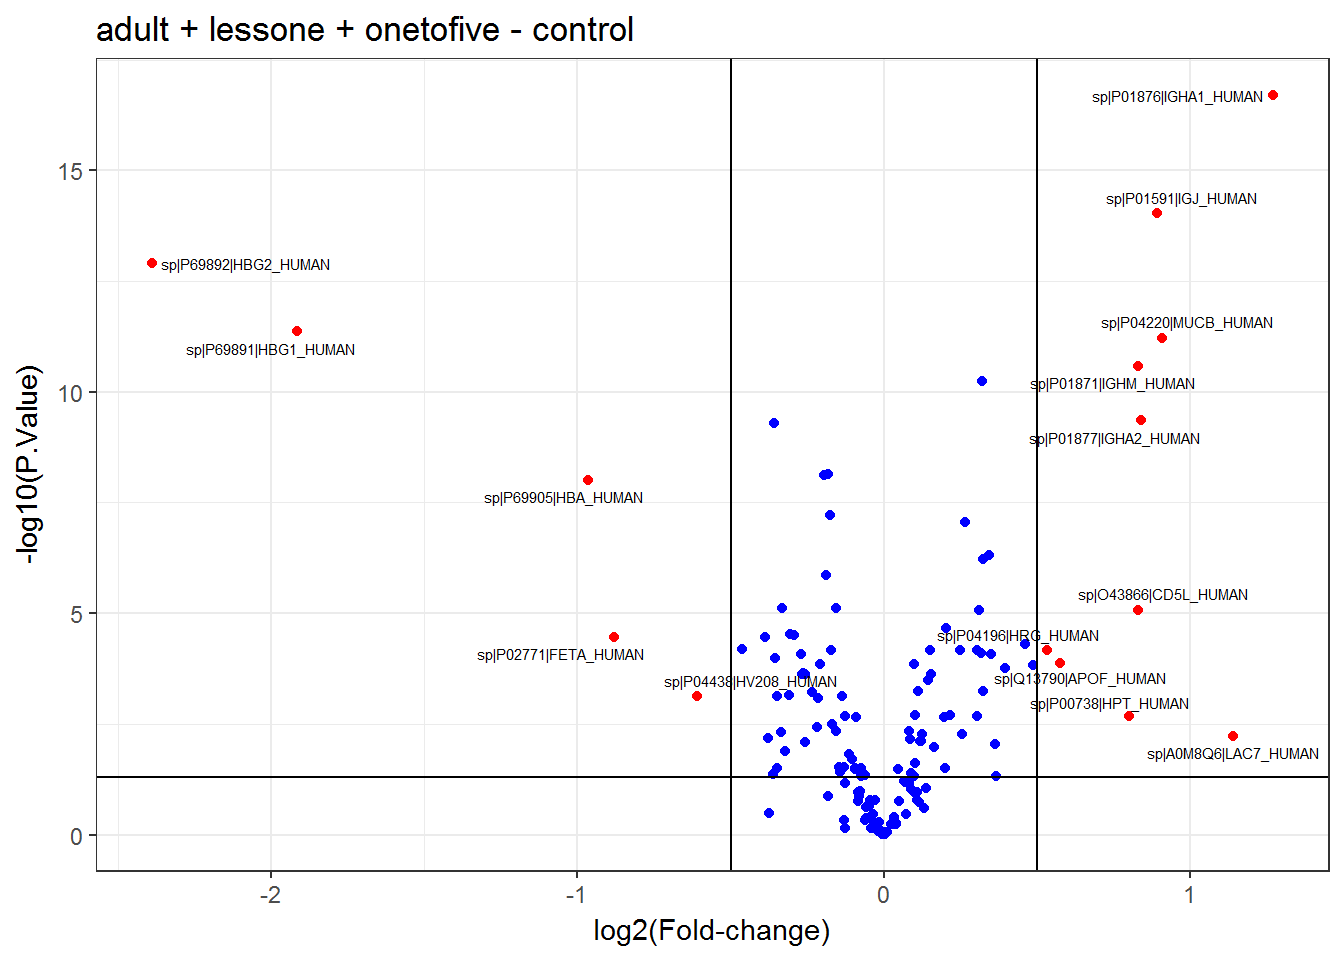 adult + lessone + onetofive - control
sp|P01876|IGHA1_HUMAN
15
sp|P01591|IGJ_HUMAN
sp|P69892|HBG2_HUMAN
sp|P04220|MUCB_HUMAN
sp|P69891|HBG1_HUMAN
sp|P01871|IGHM_HUMAN
10
sp|P01877|IGHA2_HUMAN
-log10(P.Value)
sp|P69905|HBA_HUMAN
sp|O43866|CD5L_HUMAN
5
sp|P04196|HRG_HUMAN
sp|P02771|FETA_HUMAN
sp|Q13790|APOF_HUMAN
sp|P04438|HV208_HUMAN
sp|P00738|HPT_HUMAN
sp|A0M8Q6|LAC7_HUMAN
0
-2
-1
0
1
log2(Fold-change)